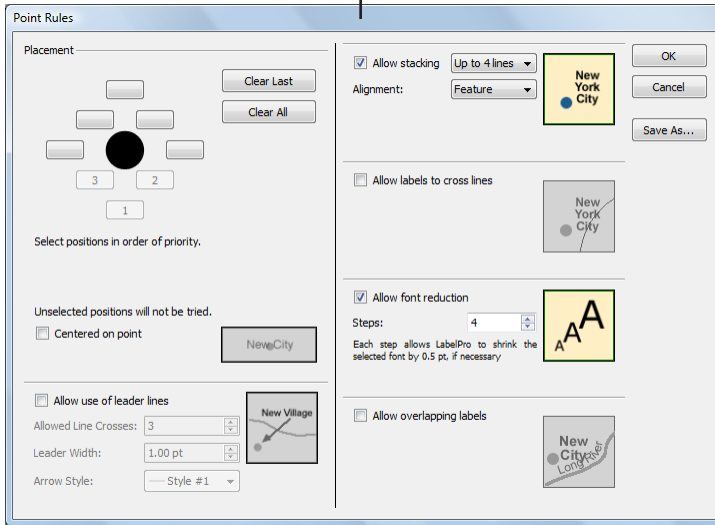 Point Rules
Placement
Clear Last
Clear All
3
2
1
Select positions in order of priority.
Unselected positions will not be tried.
Centered on point
New City
Allow use of leader lines
Allowed Line Crosses:
3
Leader Width:
1.00 pt
Arrow Style:
Style #1
New Village
Allow stacking
Up to 4 lines
Alignment:
Feature
New
York
City
Allow labels to cross lines
New
York
City
Allow font reduction
Steps:
4
Each step allows LabelPro to shrink the
selected font by 0.5 pt, if necessary
A
A
A
Allow overlapping labels
New
City
Long River
OK
Cancel
Save As...